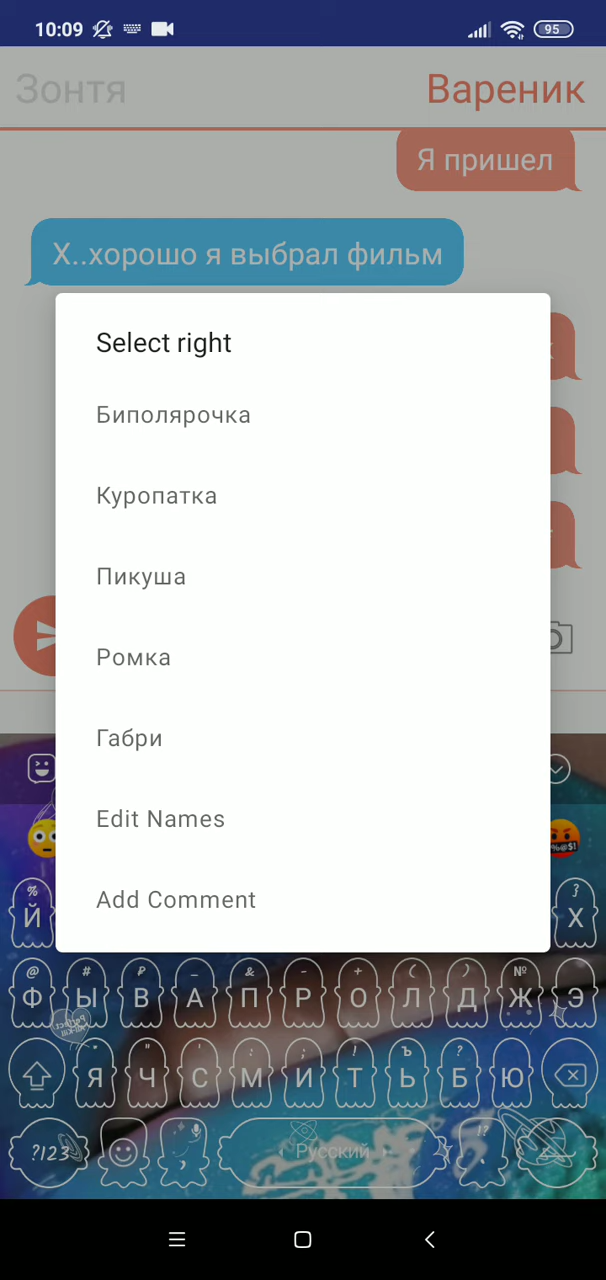 10:09
95
Зонтя
Вареник
Я пришел
Х..хорошо я выбрал фильм
Select right
Биполярочка
Куропатка
Пикуша
Ромка
Габри
Edit Names
Add Comment
%
}
Й
Х
@ # ₽ _ & - + ( ) №
Ф Ы В А П Р О Л Д Ж Э
* " ' : ; ! Ъ ?
Я Ч С М И Т Ь Б Ю
?123
,
Русский
!?
.